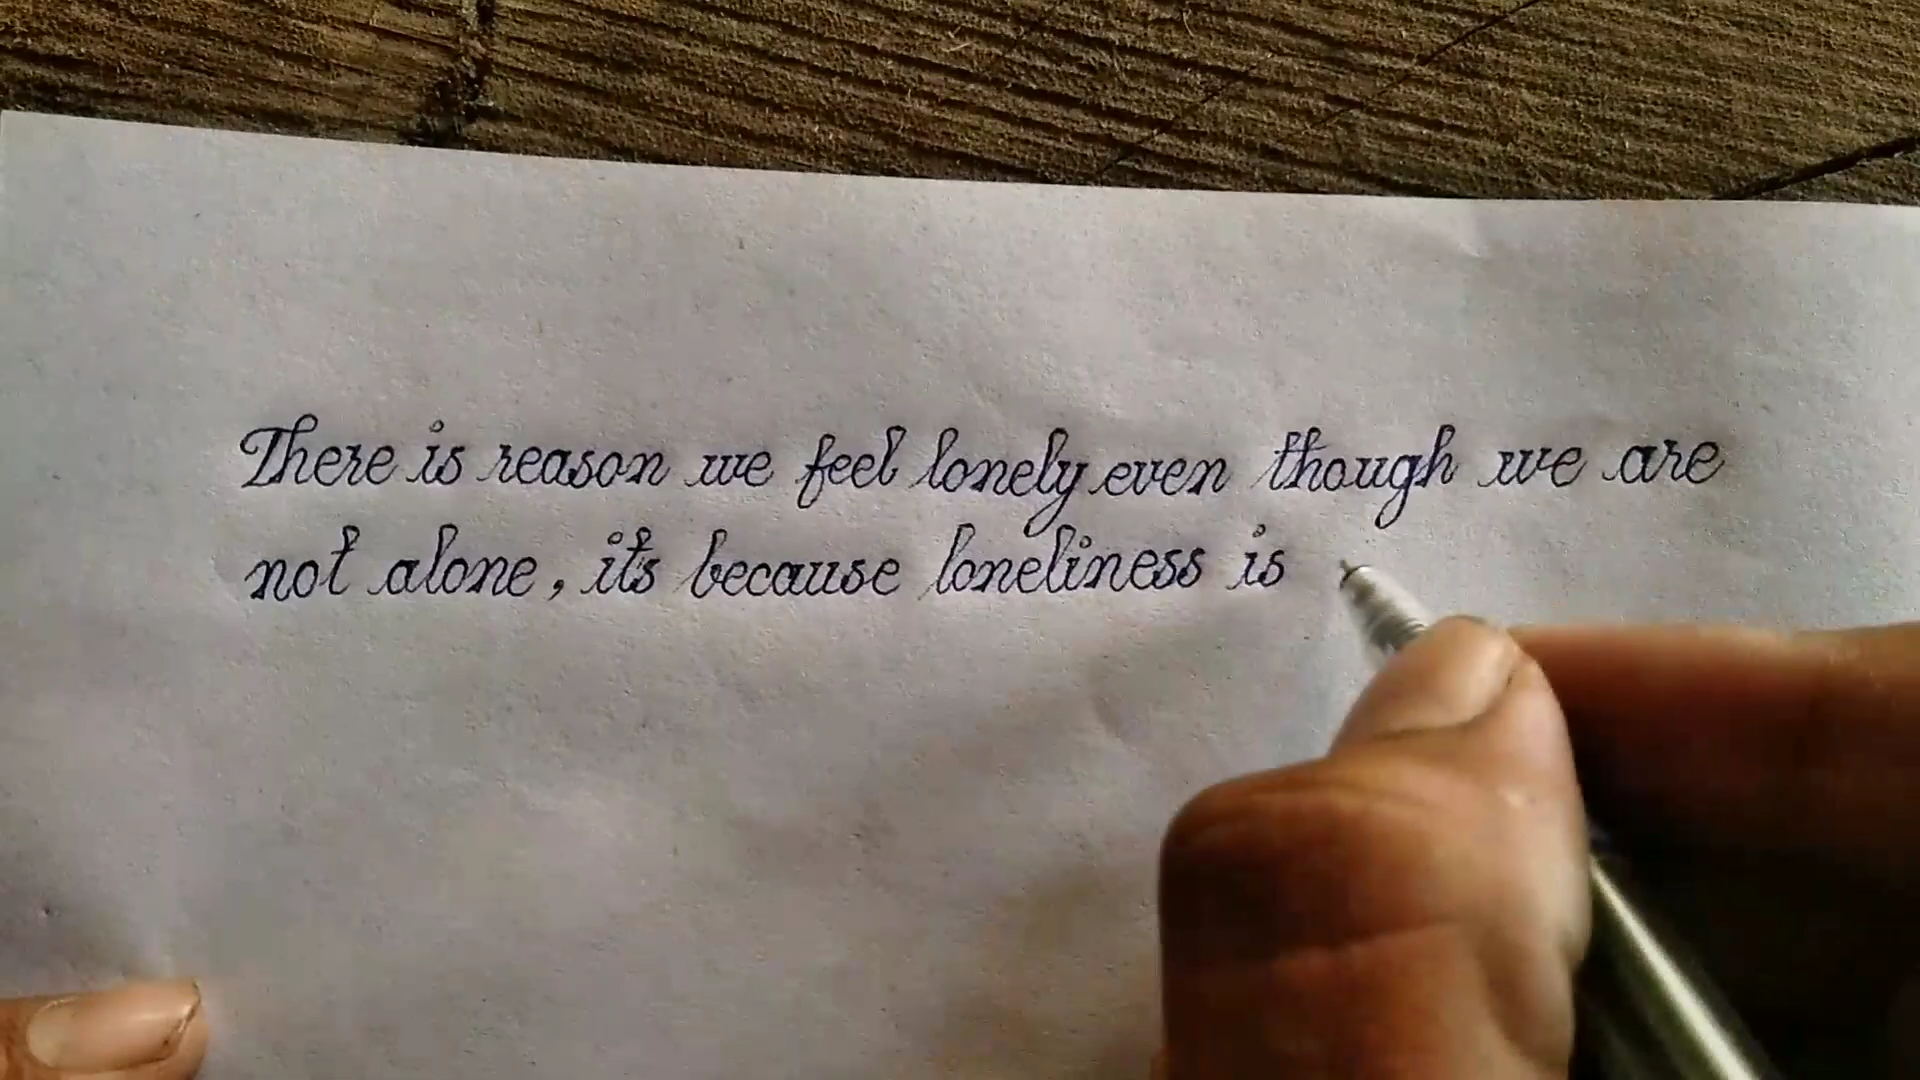 There is reason we feel lonely even though we are
not alone, its because loneliness is